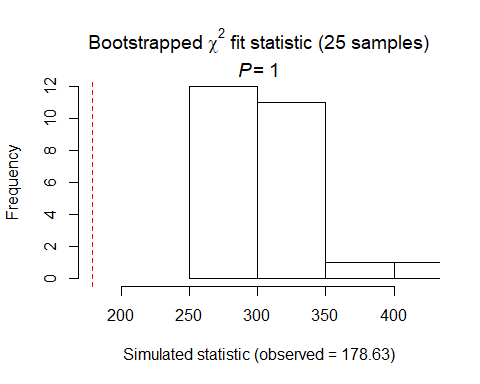 Bootstrapped χ² fit statistic (25 samples)
P= 1
Frequency
12
10
8
6
4
2
0
200 250 300 350 400
Simulated statistic (observed = 178.63)